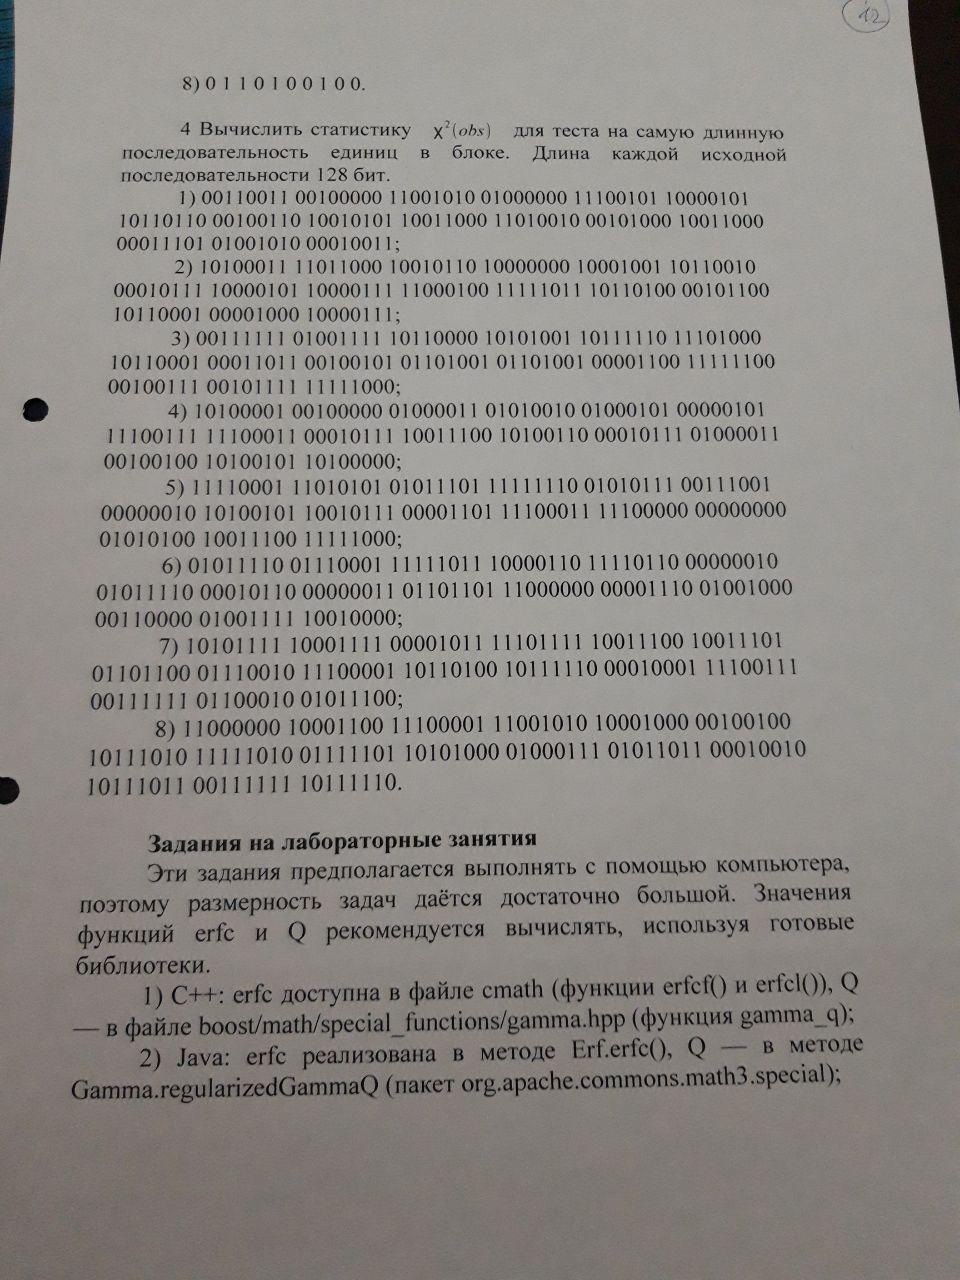 12
8) 0 1 1 0 1 0 0 1 0 0.
4 Вычислить статистику χ²(obs) для теста на самую длинную
последовательность единиц в блоке. Длина каждой исходной
последовательности 128 бит.
1) 00110011 00100000 11001010 01000000 11100101 10000101
10110110 00100110 10010101 10011000 11010010 00101000 10011000
00011101 01001010 00010011;
2) 10100011 11011000 10010110 10000000 10001001 10110010
00010111 10000101 10000111 11000100 11111011 10110100 00101100
10110001 00001000 10000111;
3) 00111111 01001111 10110000 10101001 10111110 11101000
10110001 00011011 00100101 01101001 01101001 00001100 11111100
00100111 00101111 11111000;
4) 10100001 00100000 01000011 01010010 01000101 00000101
11100111 11100011 00010111 10011100 10100110 00010111 01000011
00100100 10100101 10100000;
5) 11110001 11010101 01011101 11111110 01010111 00111001
00000010 10100101 10010111 00001101 11100011 11100000 00000000
01010100 10011100 11111000;
6) 01011110 01110001 11111011 10000110 11110110 00000010
01011110 00010110 00000011 01101101 11000000 00001110 01001000
00110000 01001111 10010000;
7) 10101111 10001111 00001011 11101111 10011100 10011101
01101100 01110010 11100001 10110100 10111110 00010001 11100111
00111111 01100010 01011100;
8) 11000000 10001100 11100001 11001010 10001000 00100100
10111010 11111010 01111101 10101000 01000111 01011011 00010010
10111011 00111111 10111110.
Задания на лабораторные занятия
Эти задания предполагается выполнять с помощью компьютера,
поэтому размерность задач даётся достаточно большой. Значения
функций erfc и Q рекомендуется вычислять, используя готовые
библиотеки.
1) C++: erfc доступна в файле cmath (функции erfcf() и erfcl()), Q
— в файле boost/math/special_functions/gamma.hpp (функция gamma_q);
2) Java: erfc реализована в методе Erf.erfc(), Q — в методе
Gamma.regularizedGammaQ (пакет org.apache.commons.math3.special);